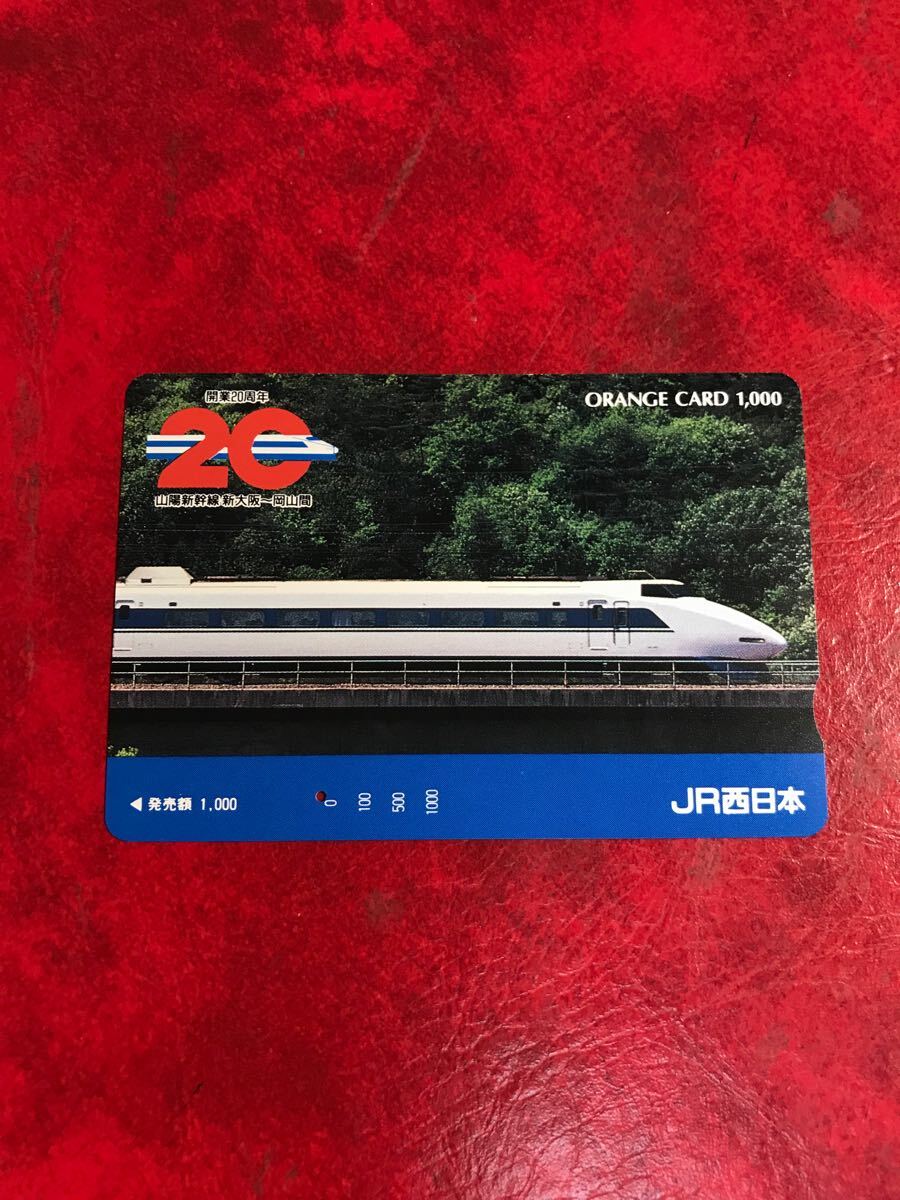 開業20周年
20
山陽新幹線 新大阪〜岡山間
ORANGE CARD 1,000
◀ 発売額 1,000
0 100 500 1000
JR西日本